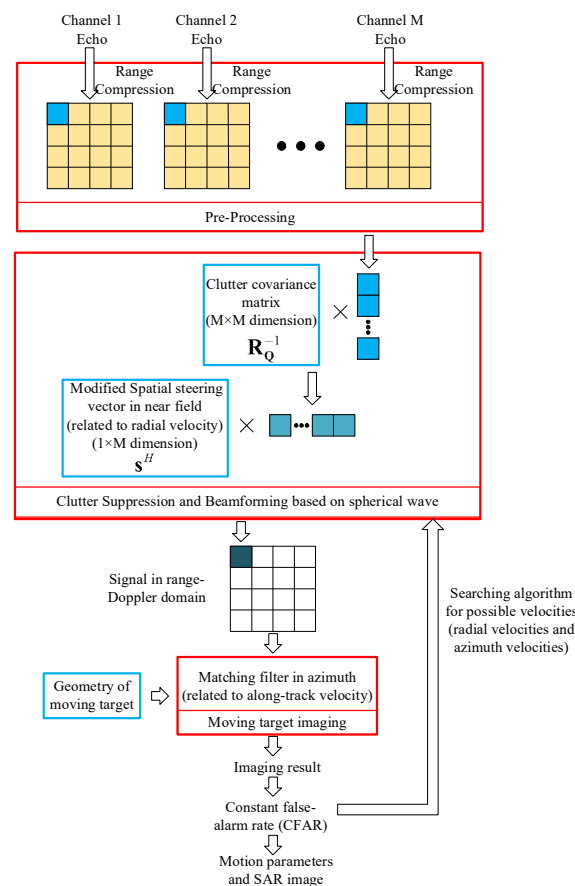 Channel 1
Echo
Channel 2
Echo
Channel M
Echo
Range
Compression
Range
Compression
Range
Compression
Pre-Processing
Clutter covariance
matrix
(M×M dimension)
R_Q^{-1}
×
Modified Spatial steering
vector in near field
(related to radial velocity)
(1×M dimension)
s^H
×
Clutter Suppression and Beamforming based on spherical wave
Signal in range-
Doppler domain
Searching algorithm
for possible velocities
(radial velocities and
azimuth velocities)
Geometry of
moving target
Matching filter in azimuth
(related to along-track velocity)
Moving target imaging
Imaging result
Constant false-
alarm rate (CFAR)
Motion parameters
and SAR image